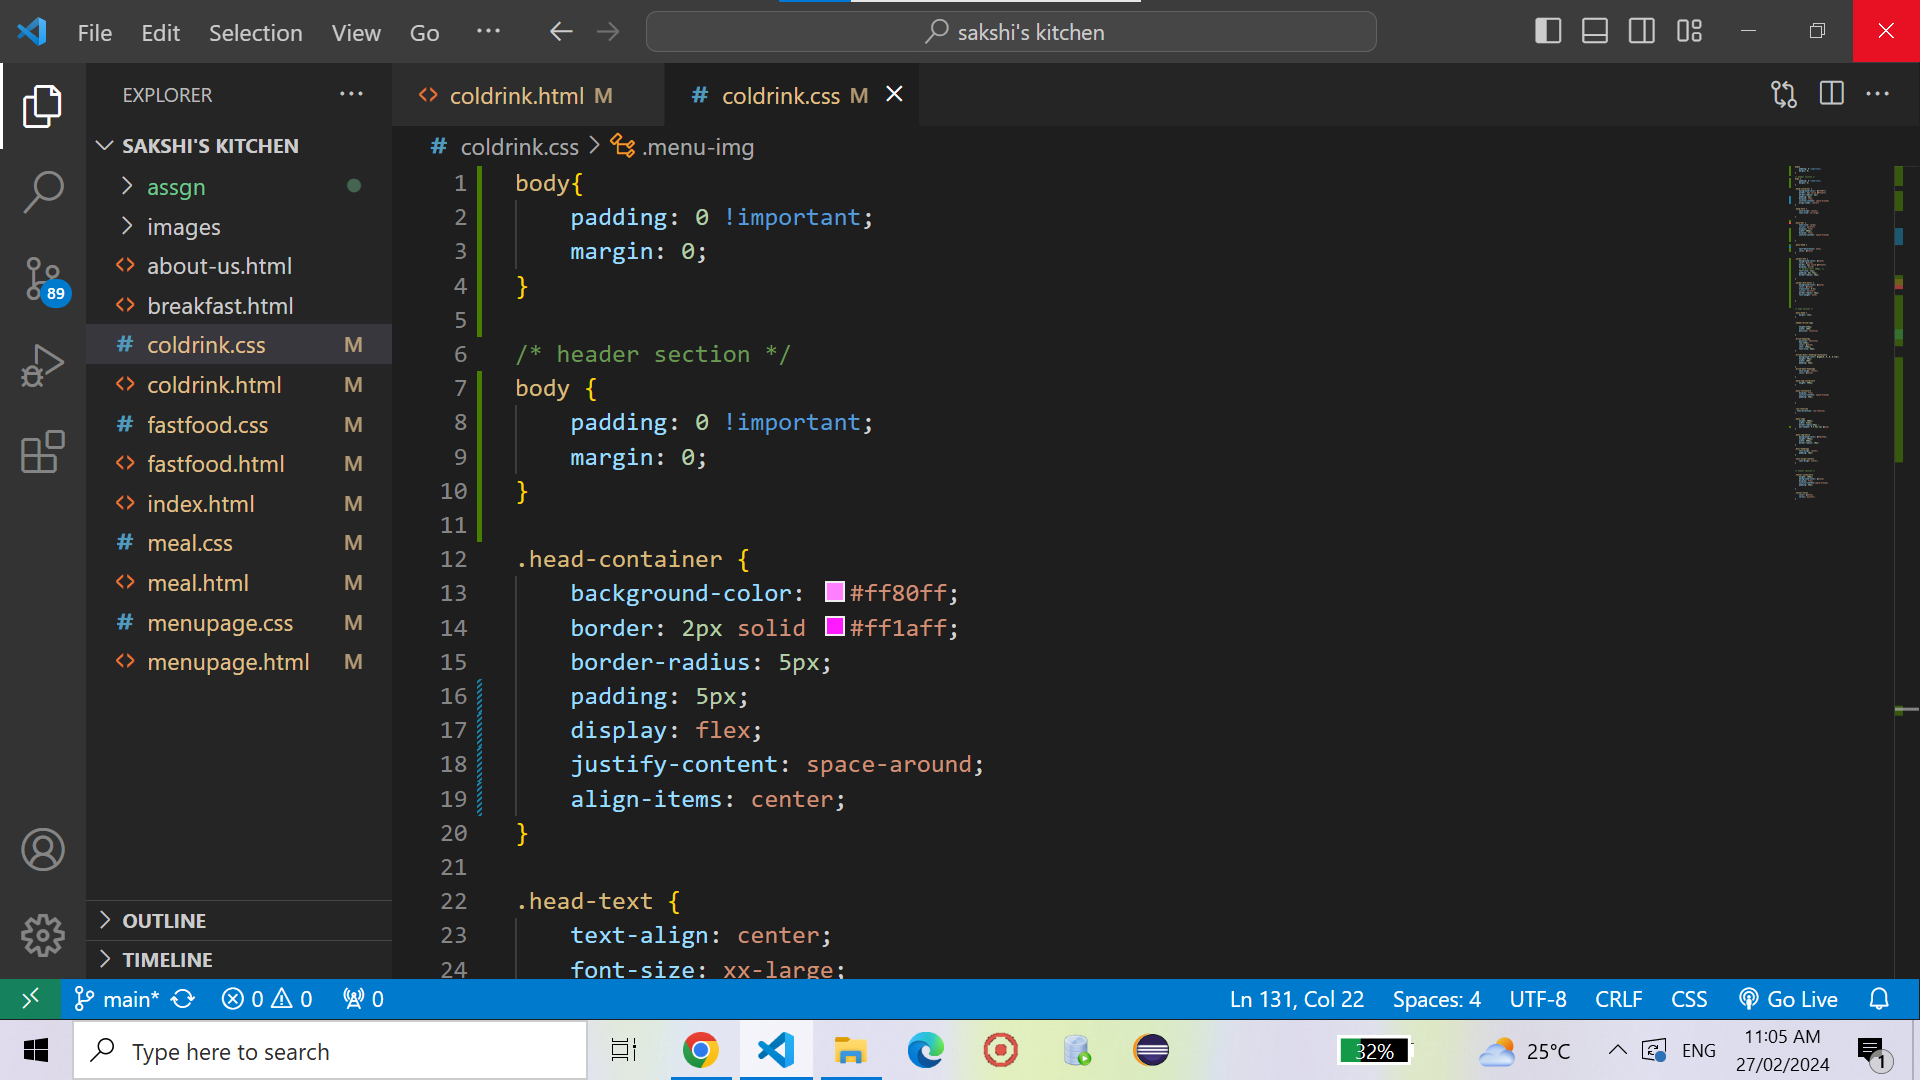 File Edit Selection View Go ··· sakshi's kitchen
EXPLORER ···
SAKSHI'S KITCHEN
assgn
images
about-us.html
breakfast.html
coldrink.css M
coldrink.html M
fastfood.css M
fastfood.html M
index.html M
meal.css M
meal.html M
menupage.css M
menupage.html M
OUTLINE
TIMELINE
89
<> coldrink.html M # coldrink.css M
# coldrink.css > .menu-img
1 body{
2 padding: 0 !important;
3 margin: 0;
4 }
5
6 /* header section */
7 body {
8 padding: 0 !important;
9 margin: 0;
10 }
11
12 .head-container {
13 background-color: #ff80ff;
14 border: 2px solid #ff1aff;
15 border-radius: 5px;
16 padding: 5px;
17 display: flex;
18 justify-content: space-around;
19 align-items: center;
20 }
21
22 .head-text {
23 text-align: center;
24 font-size: xx-large;
main* 0 0 0 Ln 131, Col 22 Spaces: 4 UTF-8 CRLF CSS Go Live
Type here to search 32% 25°C ENG 11:05 AM
27/02/2024 1